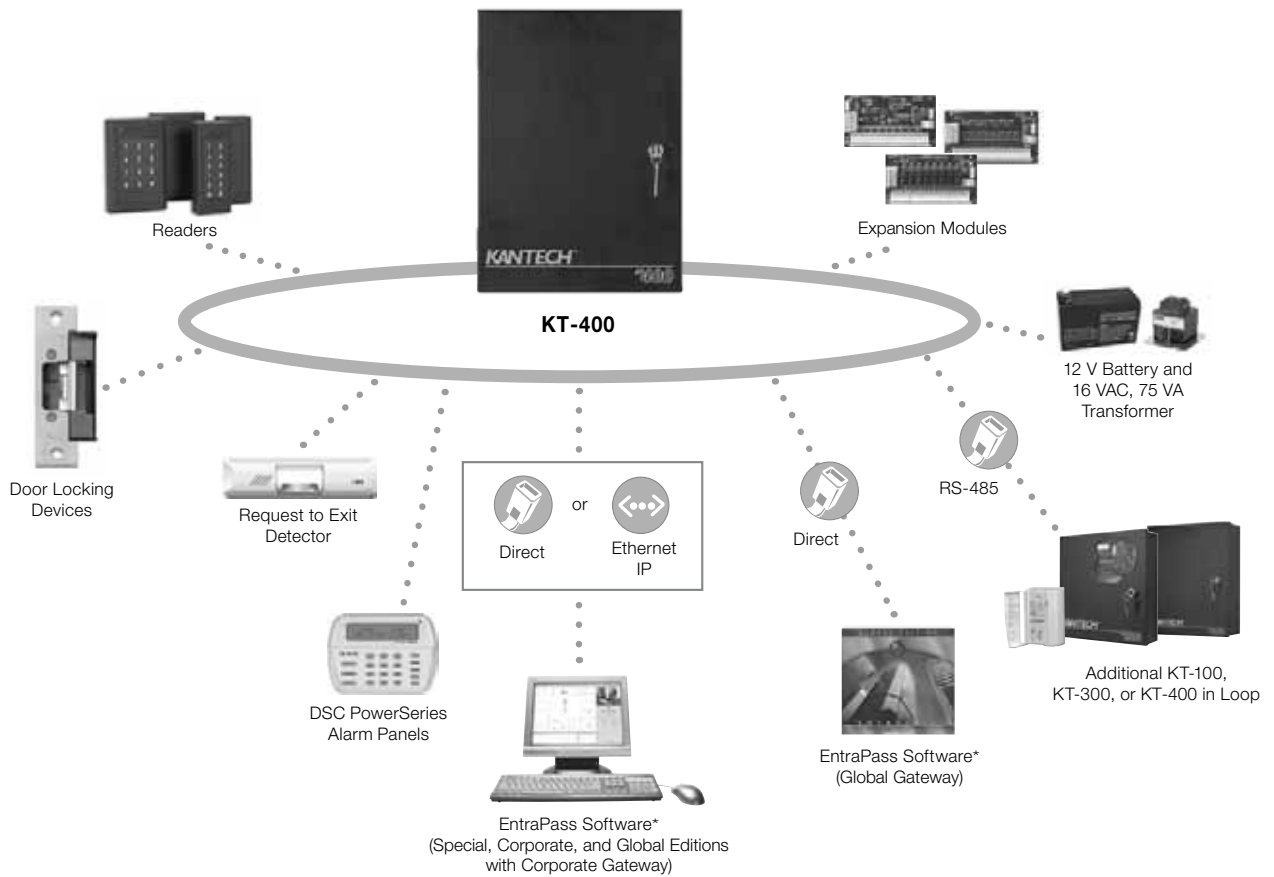 KANTECH
KT-400
Readers
Expansion Modules
12 V Battery and
16 VAC, 75 VA
Transformer
Door Locking
Devices
Request to Exit
Detector
Direct
or
Ethernet
IP
Direct
RS-485
KANTECH
Additional KT-100,
KT-300, or KT-400 in Loop
DSC PowerSeries
Alarm Panels
EntraPass Software*
(Global Gateway)
EntraPass Software*
(Special, Corporate, and Global Editions
with Corporate Gateway)